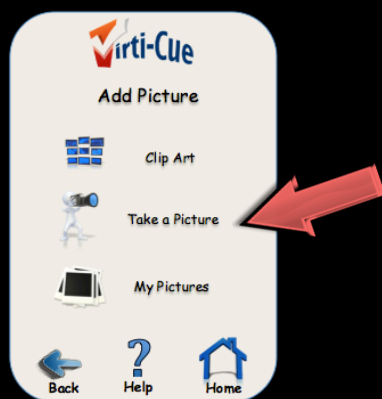 Virti-Cue
Add Picture
Clip Art
Take a Picture
My Pictures
?
Back Help Home